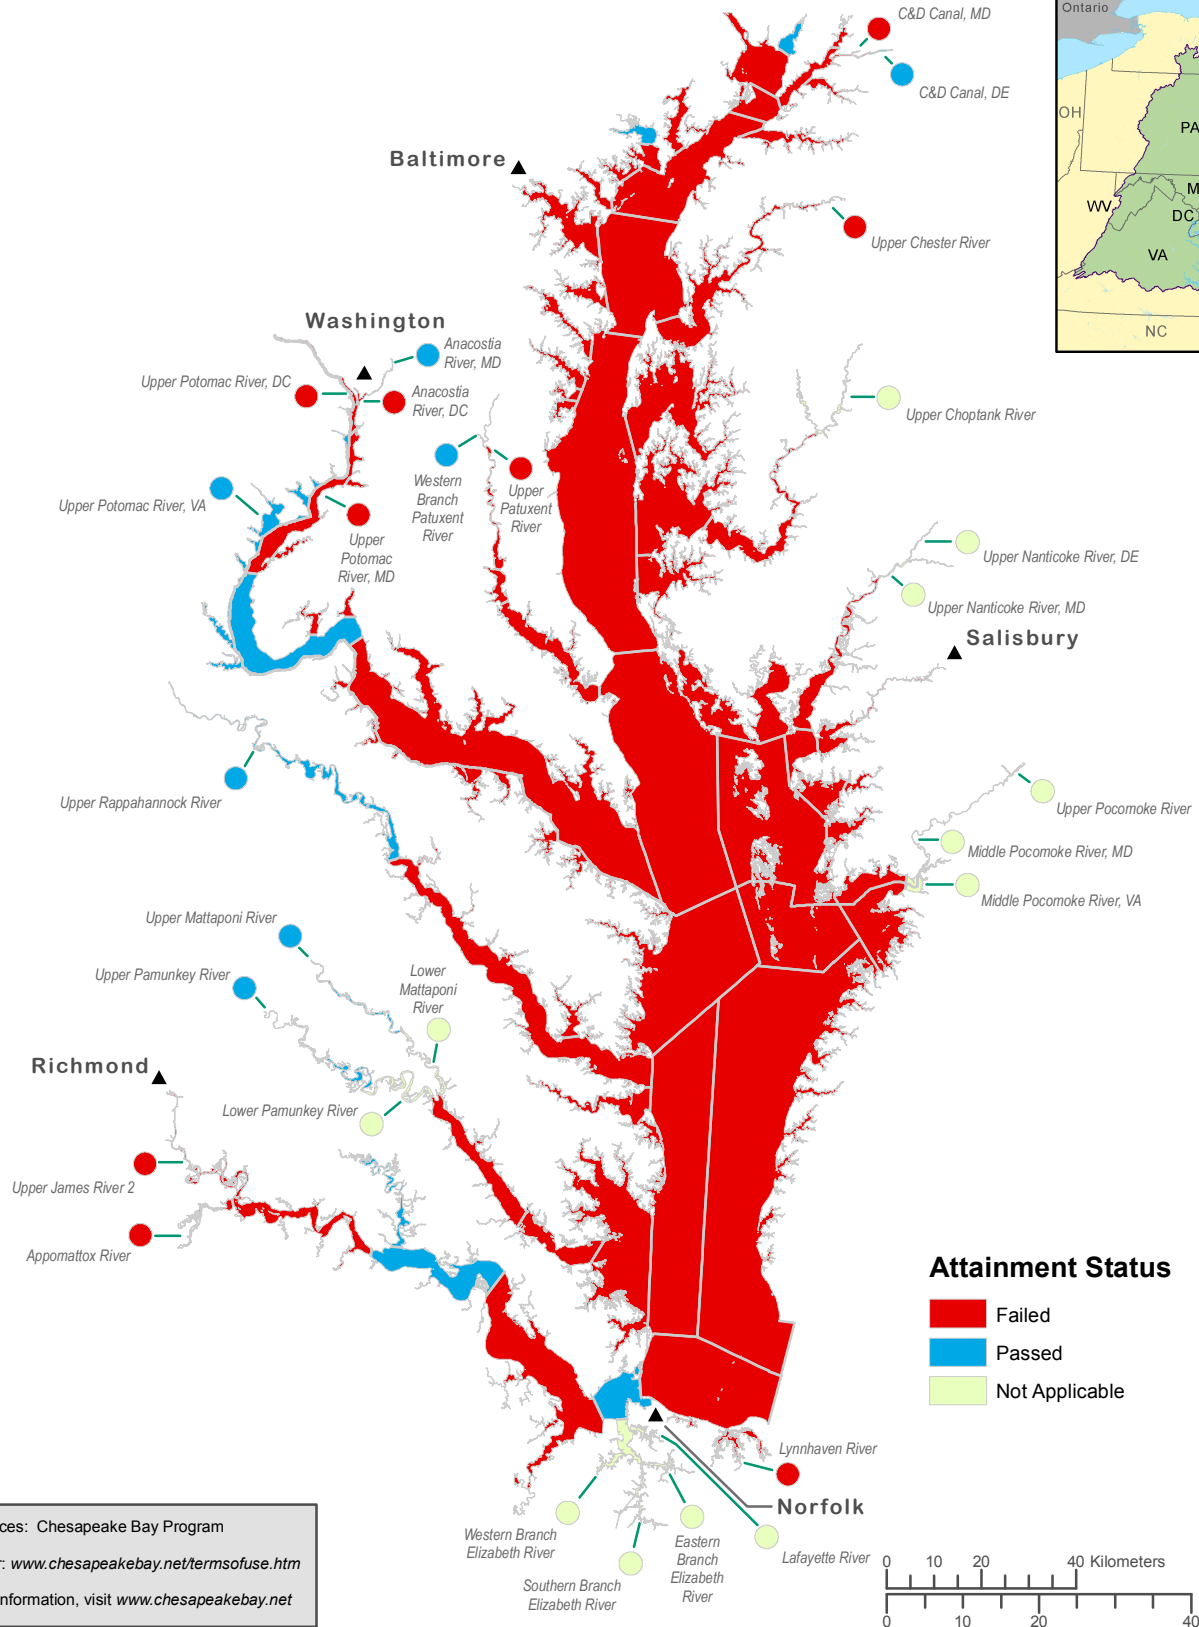 C&D Canal, MD
C&D Canal, DE
Ontario
OH
PA
WV
DC
VA
NC
Baltimore
Upper Chester River
Washington
Anacostia
River, MD
Upper Potomac River, DC
Anacostia
River, DC
Upper Choptank River
Western
Branch
Patuxent
River
Upper
Patuxent
River
Upper Potomac River, VA
Upper
Potomac
River, MD
Upper Nanticoke River, DE
Upper Nanticoke River, MD
Salisbury
Upper Rappahannock River
Upper Pocomoke River
Middle Pocomoke River, MD
Middle Pocomoke River, VA
Upper Mattaponi River
Upper Pamunkey River
Lower
Mattaponi
River
Richmond
Lower Pamunkey River
Upper James River 2
Appomattox River
Attainment Status
Failed
Passed
Not Applicable
Lynnhaven River
Norfolk
Western Branch
Elizabeth River
Southern Branch
Elizabeth River
Eastern
Branch
Elizabeth
River
Lafayette River
ces: Chesapeake Bay Program
r: www.chesapeakebay.net/termsofuse.htm
nformation, visit www.chesapeakebay.net
0 10 20 40 Kilometers
0 10 20 40